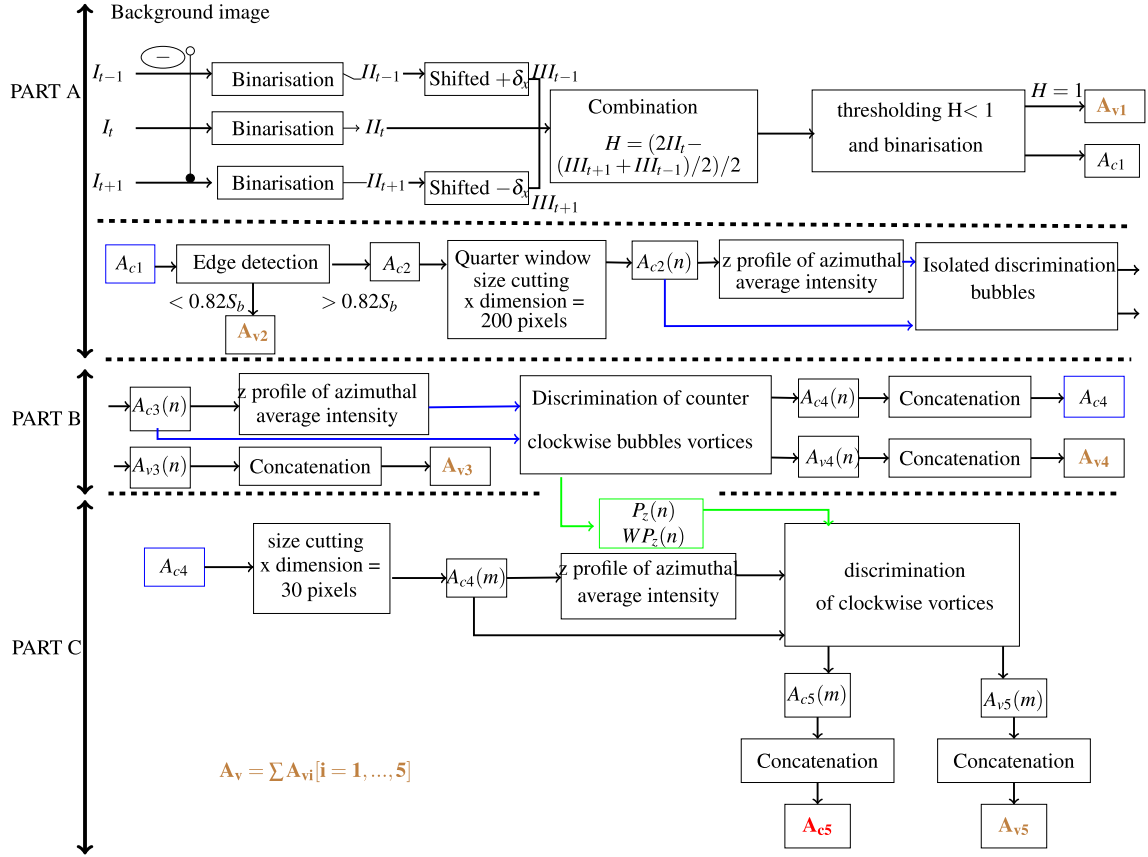 Background image
PART A
−
I_{t−1}
Binarisation
II_{t−1}
Shifted +δ_x
III_{t−1}
I_t
Binarisation
II_t
I_{t+1}
Binarisation
II_{t+1}
Shifted −δ_x
III_{t+1}
Combination
H = (2II_t−
(III_{t+1} + III_{t−1})/2)/2
thresholding H< 1
and binarisation
H = 1
A_{v1}
A_{c1}
A_{c1}
Edge detection
< 0.82S_b
> 0.82S_b
A_{v2}
A_{c2}
Quarter window
size cutting
x dimension =
200 pixels
A_{c2}(n)
z profile of azimuthal
average intensity
Isolated discrimination
bubbles
PART B
A_{c3}(n)
z profile of azimuthal
average intensity
A_{v3}(n)
Concatenation
A_{v3}
Discrimination of counter
clockwise bubbles vortices
A_{c4}(n)
Concatenation
A_{c4}
A_{v4}(n)
Concatenation
A_{v4}
PART C
P_z(n)
WP_z(n)
A_{c4}
size cutting
x dimension =
30 pixels
A_{c4}(m)
z profile of azimuthal
average intensity
discrimination
of clockwise vortices
A_{c5}(m)
A_{v5}(m)
Concatenation
Concatenation
A_{c5}
A_{v5}
A_v = ∑ A_{vi}[i = 1, ..., 5]